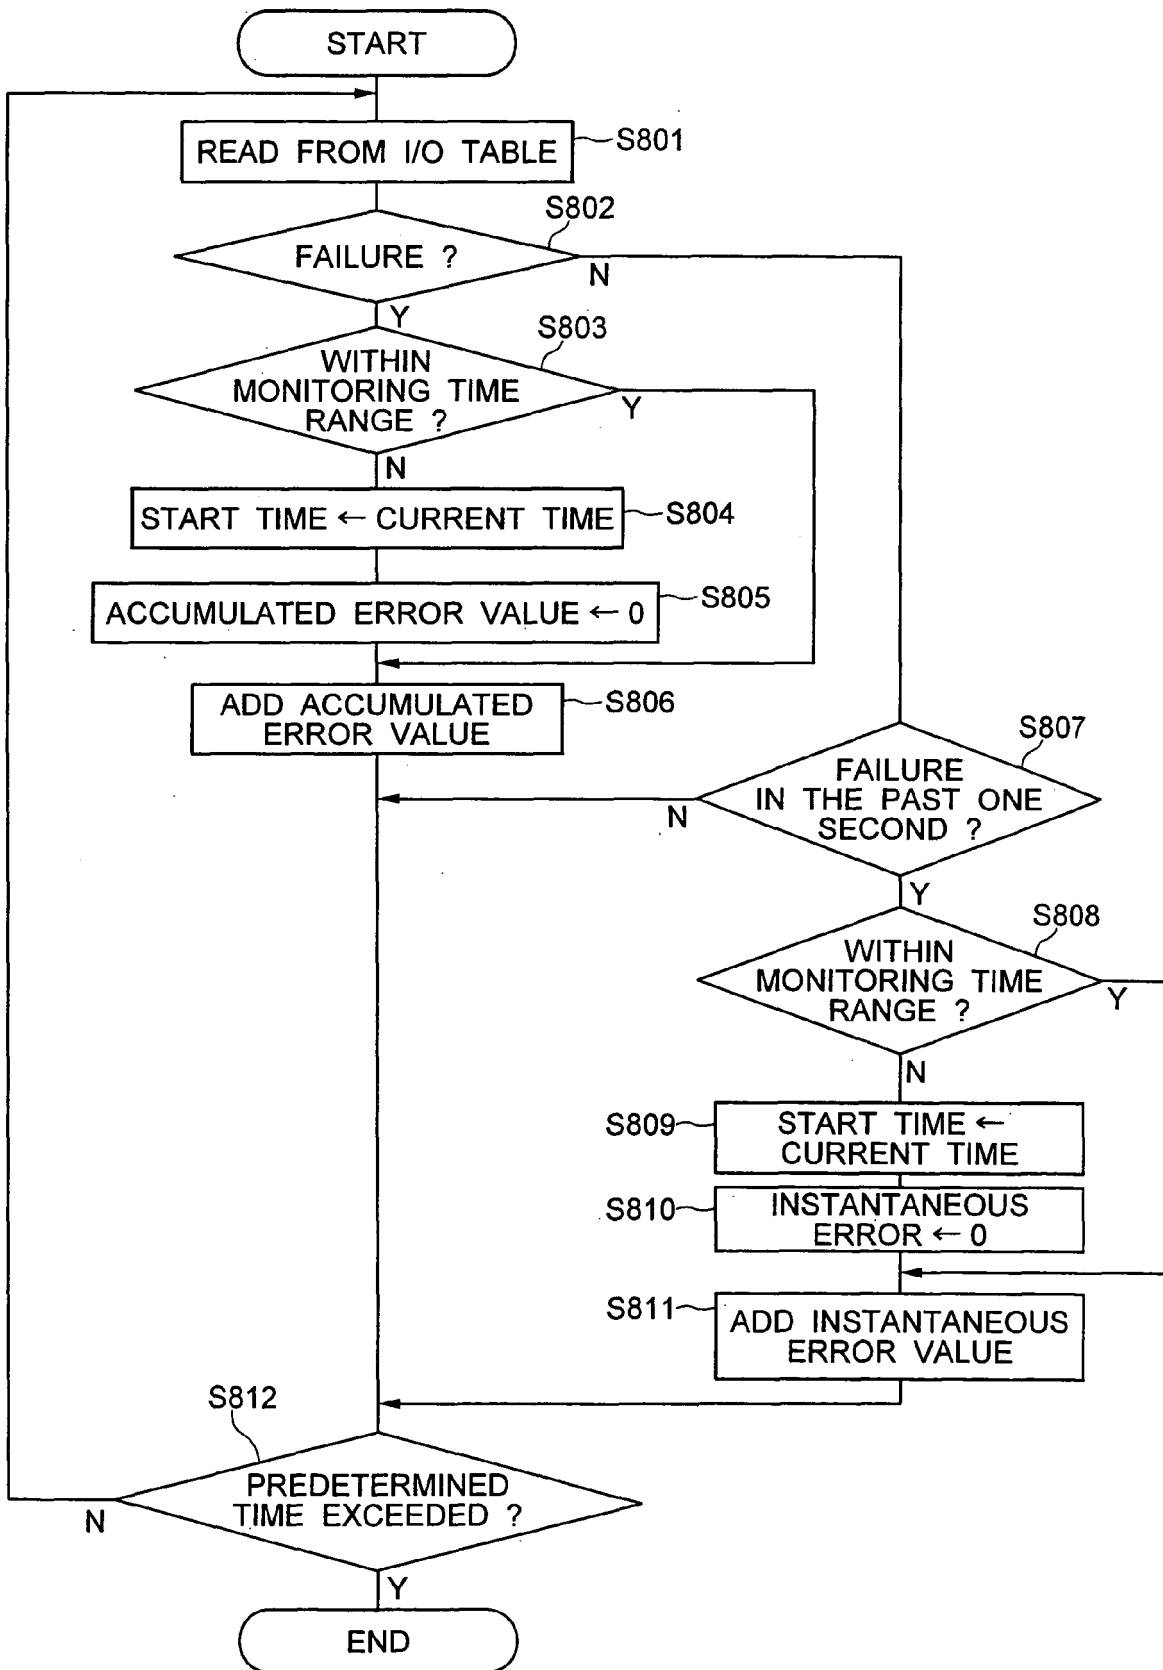 START
READ FROM I/O TABLE
S801
S802
FAILURE ?
N
Y
S803
WITHIN
MONITORING TIME
RANGE ?
Y
N
START TIME ← CURRENT TIME
S804
ACCUMULATED ERROR VALUE ← 0
S805
ADD ACCUMULATED
ERROR VALUE
S806
S807
FAILURE
IN THE PAST ONE
SECOND ?
N
Y
S808
WITHIN
MONITORING TIME
RANGE ?
Y
N
S809
START TIME ←
CURRENT TIME
S810
INSTANTANEOUS
ERROR ← 0
S811
ADD INSTANTANEOUS
ERROR VALUE
S812
PREDETERMINED
TIME EXCEEDED ?
N
Y
END